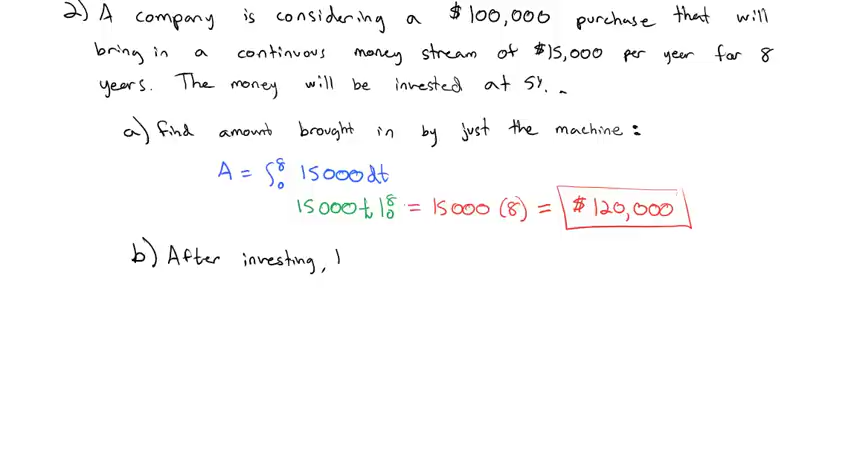 2) A company is considering a $100,000 purchase that will
bring in a continuous money stream of $15,000 per year for 8
years. The money will be invested at 5%.
a) Find amount brought in by just the machine:
A = ∫₀⁸ 15000dt
15000t |₀⁸ = 15000 (8) = $120,000
b) After investing,